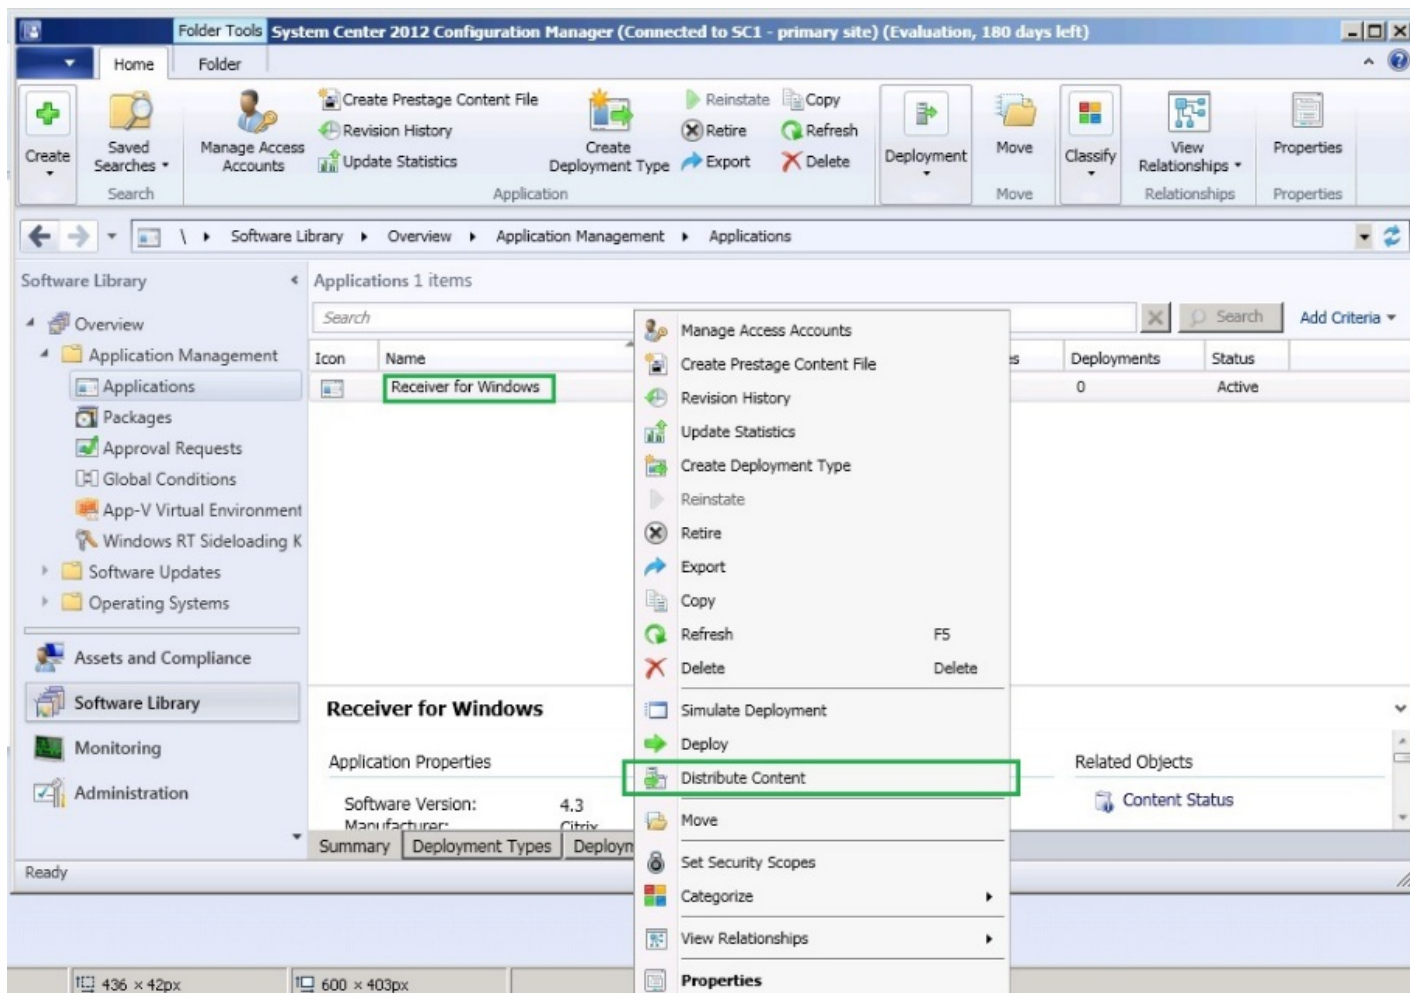 Folder Tools System Center 2012 Configuration Manager (Connected to SC1 - primary site) (Evaluation, 180 days left)
Home Folder
Create
Saved Searches
Search
Manage Access Accounts
Create Prestage Content File
Revision History
Update Statistics
Create Deployment Type
Reinstate
Retire
Export
Copy
Refresh
Delete
Application
Deployment
Move
Move
Classify
View Relationships
Relationships
Properties
Properties
\ Software Library Overview Application Management Applications
Software Library
Overview
Application Management
Applications
Packages
Approval Requests
Global Conditions
App-V Virtual Environment
Windows RT Sideloading K
Software Updates
Operating Systems
Assets and Compliance
Software Library
Monitoring
Administration
Applications 1 items
Search
Search Add Criteria
Icon Name Deployments Status
Receiver for Windows 0 Active
Manage Access Accounts
Create Prestage Content File
Revision History
Update Statistics
Create Deployment Type
Reinstate
Retire
Export
Copy
Refresh F5
Delete Delete
Simulate Deployment
Deploy
Distribute Content
Move
Set Security Scopes
Categorize
View Relationships
Properties
Receiver for Windows
Application Properties
Software Version: 4.3
Manufacturer: Citrix
Related Objects
Content Status
Summary Deployment Types
Ready
436 × 42px 600 × 403px